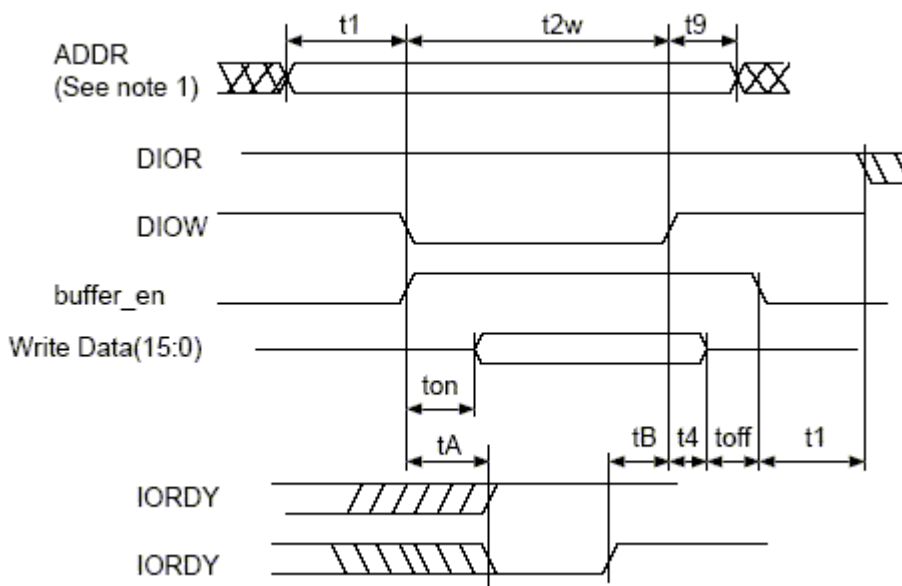 t1 t2w t9
ADDR
(See note 1)
DIOR
DIOW
buffer_en
Write Data(15:0)
ton
tA tB t4 toff t1
IORDY
IORDY